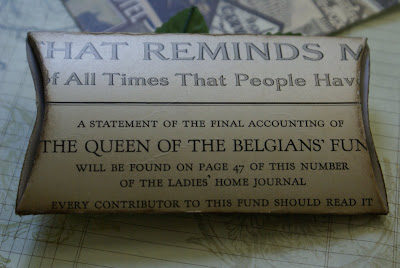 THAT REMINDS M
Of All Times That People Hav
A STATEMENT OF THE FINAL ACCOUNTING OF
THE QUEEN OF THE BELGIANS' FUN
WILL BE FOUND ON PAGE 47 OF THIS NUMBER
OF THE LADIES' HOME JOURNAL
EVERY CONTRIBUTOR TO THIS FUND SHOULD READ IT